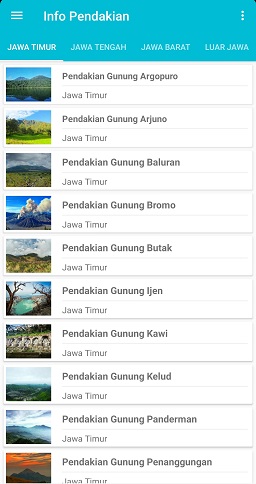 Info Pendakian
JAWA TIMUR JAWA TENGAH JAWA BARAT LUAR JAWA
Pendakian Gunung Argopuro
Jawa Timur
Pendakian Gunung Arjuno
Jawa Timur
Pendakian Gunung Baluran
Jawa Timur
Pendakian Gunung Bromo
Jawa Timur
Pendakian Gunung Butak
Jawa Timur
Pendakian Gunung Ijen
Jawa Timur
Pendakian Gunung Kawi
Jawa Timur
Pendakian Gunung Kelud
Jawa Timur
Pendakian Gunung Panderman
Jawa Timur
Pendakian Gunung Penanggungan
Jawa Timur